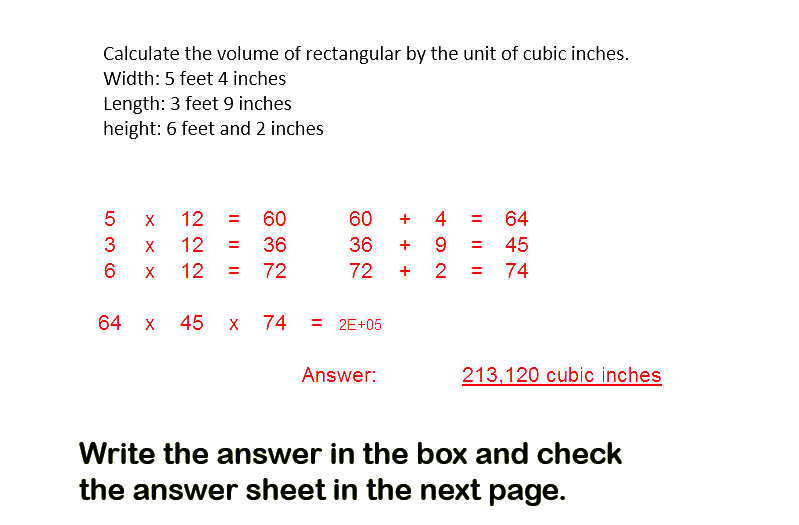 Calculate the volume of rectangular by the unit of cubic inches.
Width: 5 feet 4 inches
Length: 3 feet 9 inches
height: 6 feet and 2 inches
5 x 12 = 60 60 + 4 = 64
3 x 12 = 36 36 + 9 = 45
6 x 12 = 72 72 + 2 = 74
64 x 45 x 74 = 2E+05
Answer: 213,120 cubic inches
Write the answer in the box and check
the answer sheet in the next page.